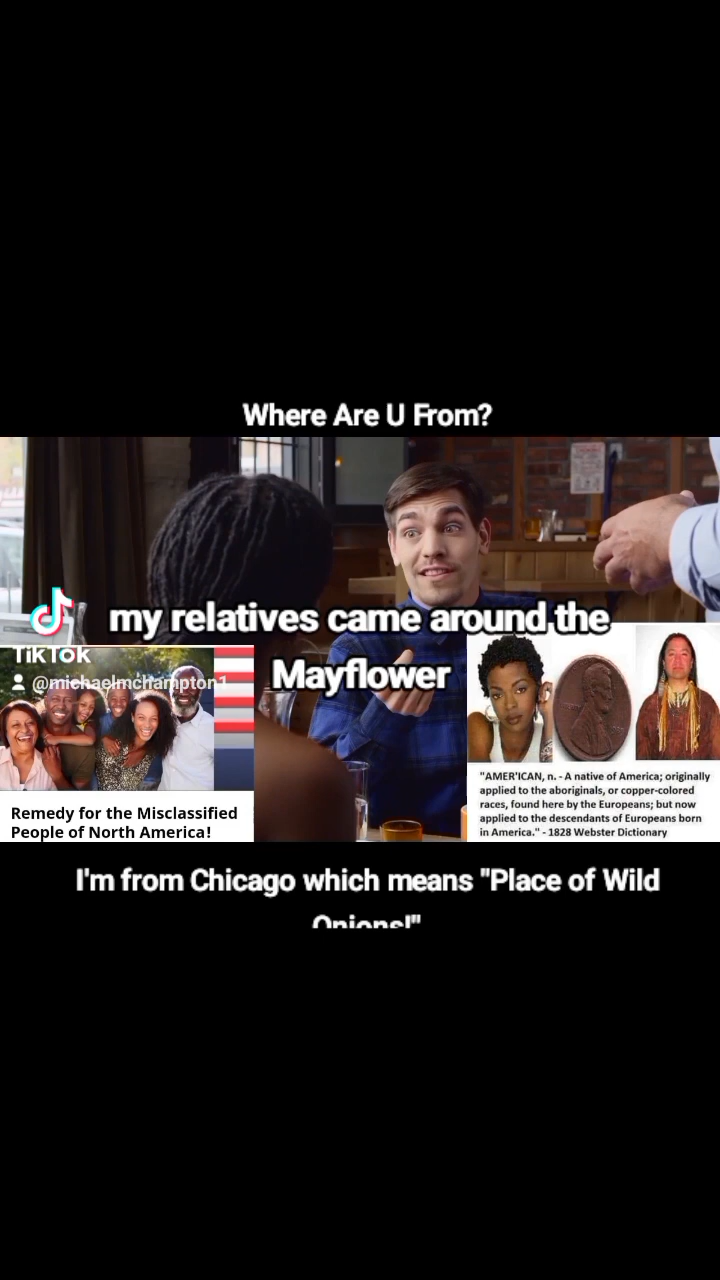 Where Are U From?
my relatives came around the
Mayflower
TikTok
@michaelmchampton1
Remedy for the Misclassified
People of North America!
"AMER'ICAN, n. - A native of America; originally
applied to the aboriginals, or copper-colored
races, found here by the Europeans; but now
applied to the descendants of Europeans born
in America." - 1828 Webster Dictionary
I'm from Chicago which means "Place of Wild
Onions!"